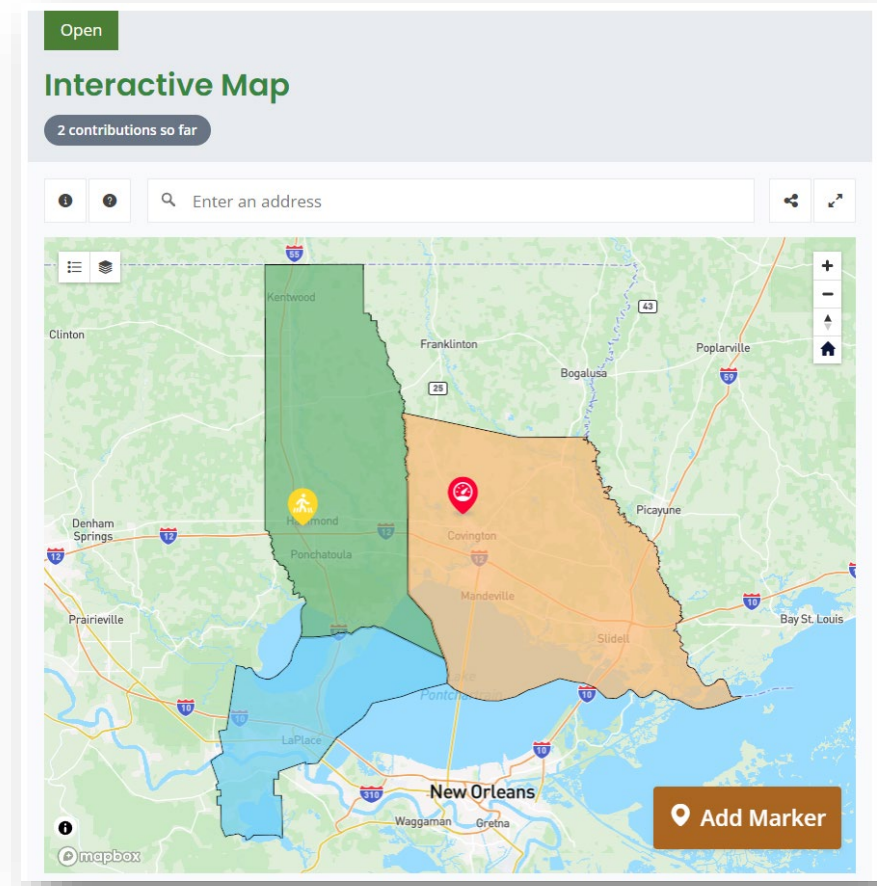 Open
Interactive Map
2 contributions so far
Enter an address
55
Kentwood
43
Clinton
Franklinton
Poplarville
Bogalusa
59
25
Picayune
Hammond
Denham
Springs
12
12
12
Covington
12
Ponchatoula
Mandeville
10
10
Prairieville
Bay St. Louis
55
Slidell
Lake
Pontchartrain
10
10
10
LaPlace
10
310
New Orleans
Waggaman
Gretna
Add Marker
mapbox